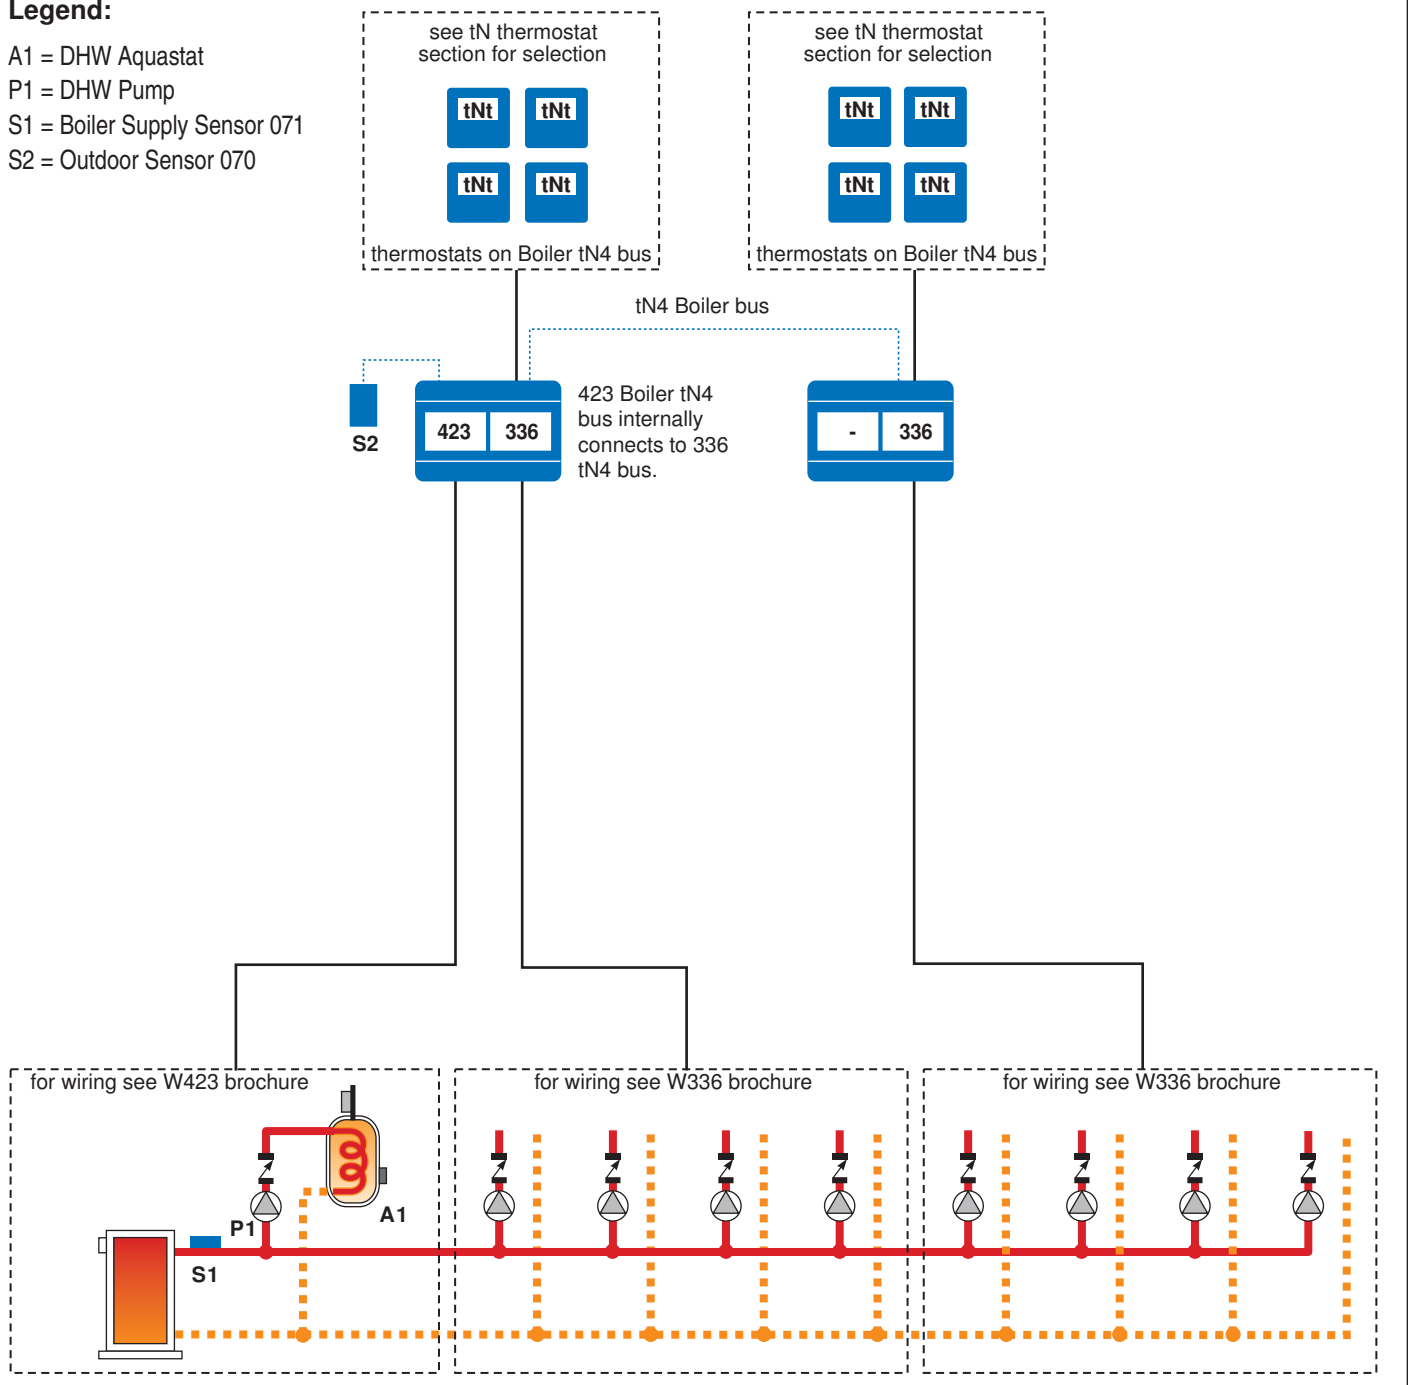 Legend:
A1 = DHW Aquastat
P1 = DHW Pump
S1 = Boiler Supply Sensor 071
S2 = Outdoor Sensor 070
see tN thermostat
section for selection
tNt tNt
tNt tNt
thermostats on Boiler tN4 bus
see tN thermostat
section for selection
tNt tNt
tNt tNt
thermostats on Boiler tN4 bus
tN4 Boiler bus
S2
423 336
423 Boiler tN4
bus internally
connects to 336
tN4 bus.
- 336
for wiring see W423 brochure
P1
A1
S1
for wiring see W336 brochure
for wiring see W336 brochure